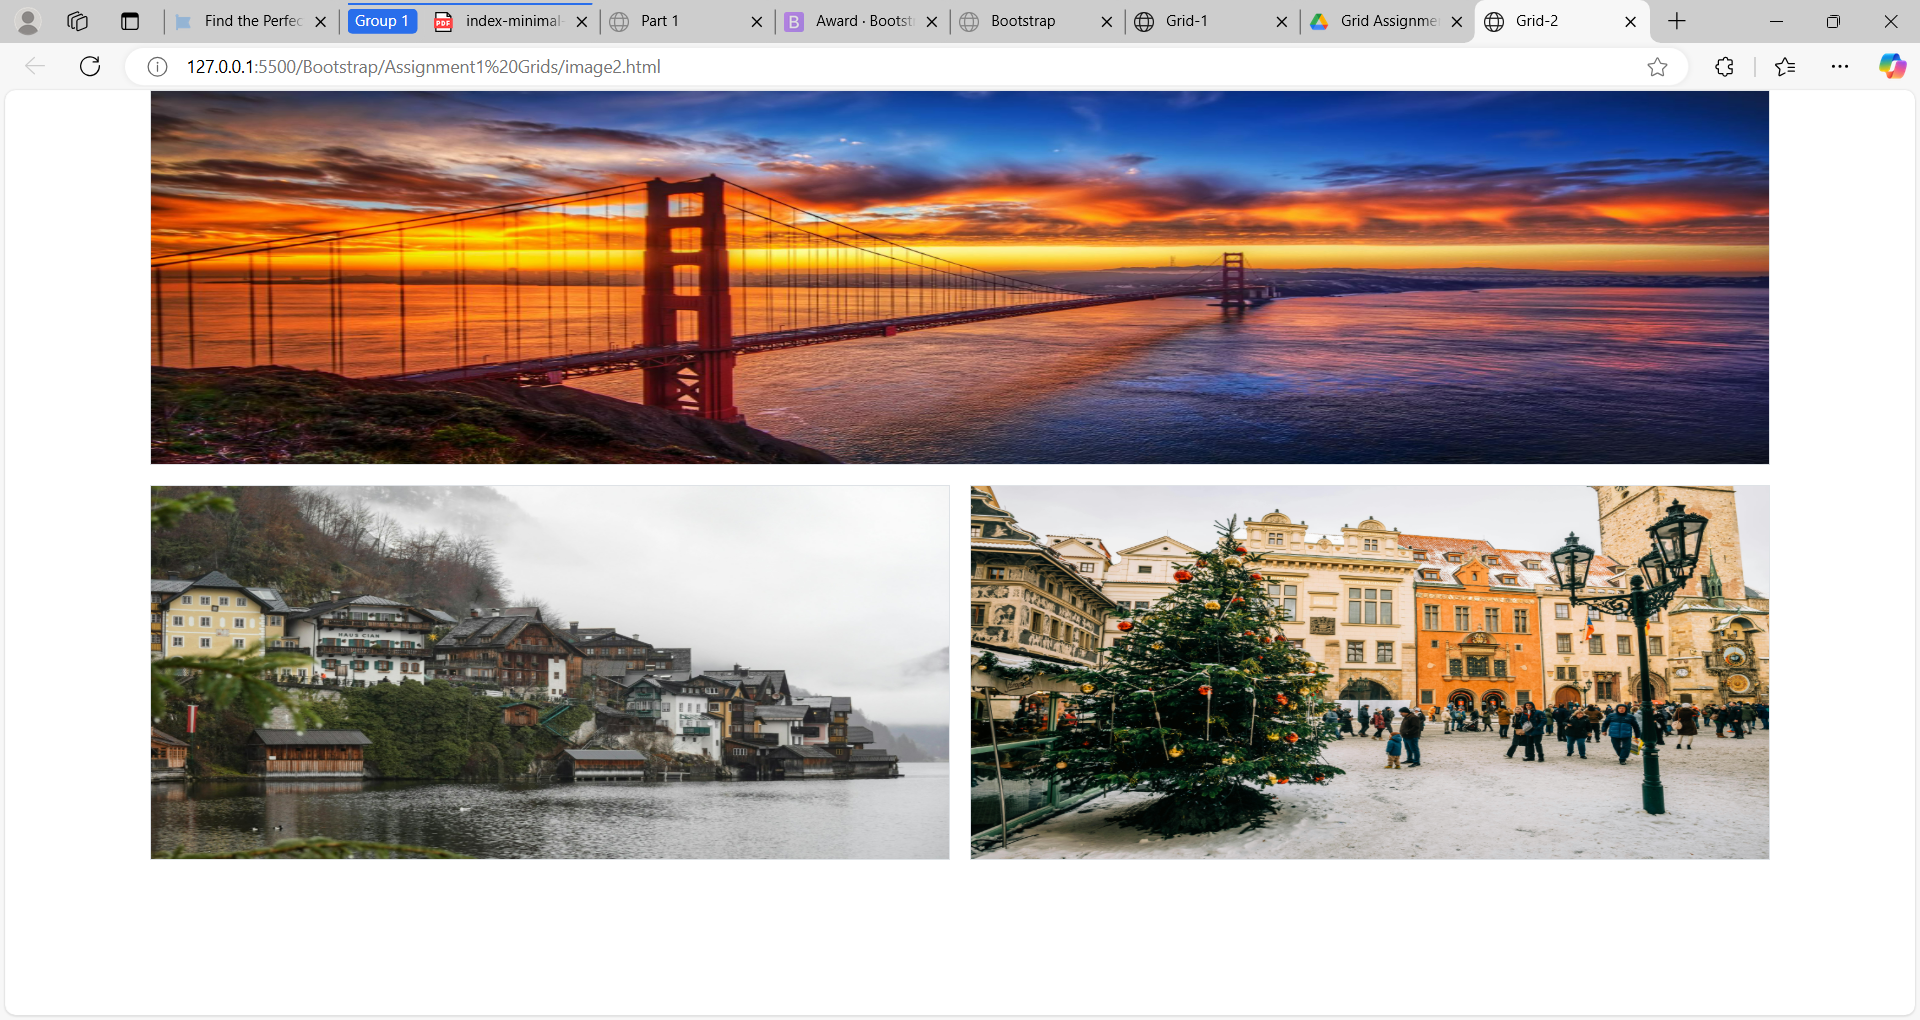 Find the Perfec
Group 1
index-minimal-
Part 1
Award · Bootst
Bootstrap
Grid-1
Grid Assignme
Grid-2
127.0.0.1:5500/Bootstrap/Assignment1%20Grids/image2.html
HAUS CIAN